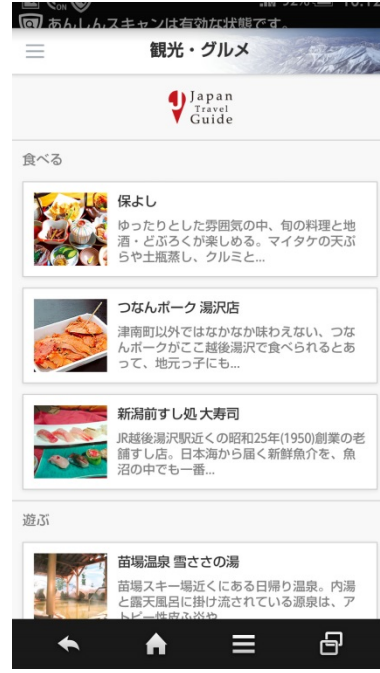 あんしんスキャンは有効な状態です。
観光・グルメ
Japan
Travel
Guide
食べる
保よし
ゆったりとした雰囲気の中、旬の料理と地
酒・どぶろくが楽しめる。マイタケの天ぷ
らや土瓶蒸し、クルミと...
つなんポーク 湯沢店
津南町以外ではなかなか味わえない、つな
んポークがここ越後湯沢で食べられるとあ
って、地元っ子にも...
新潟前すし処 大寿司
JR越後湯沢駅近くの昭和25年(1950)創業の老
舗すし店。日本海から届く新鮮魚介を、魚
沼の中でも一番...
遊ぶ
苗場温泉 雪ささの湯
苗場スキー場近くにある日帰り温泉。内湯
と露天風呂に掛け流されている源泉は、ア
トピー性皮ふ炎や